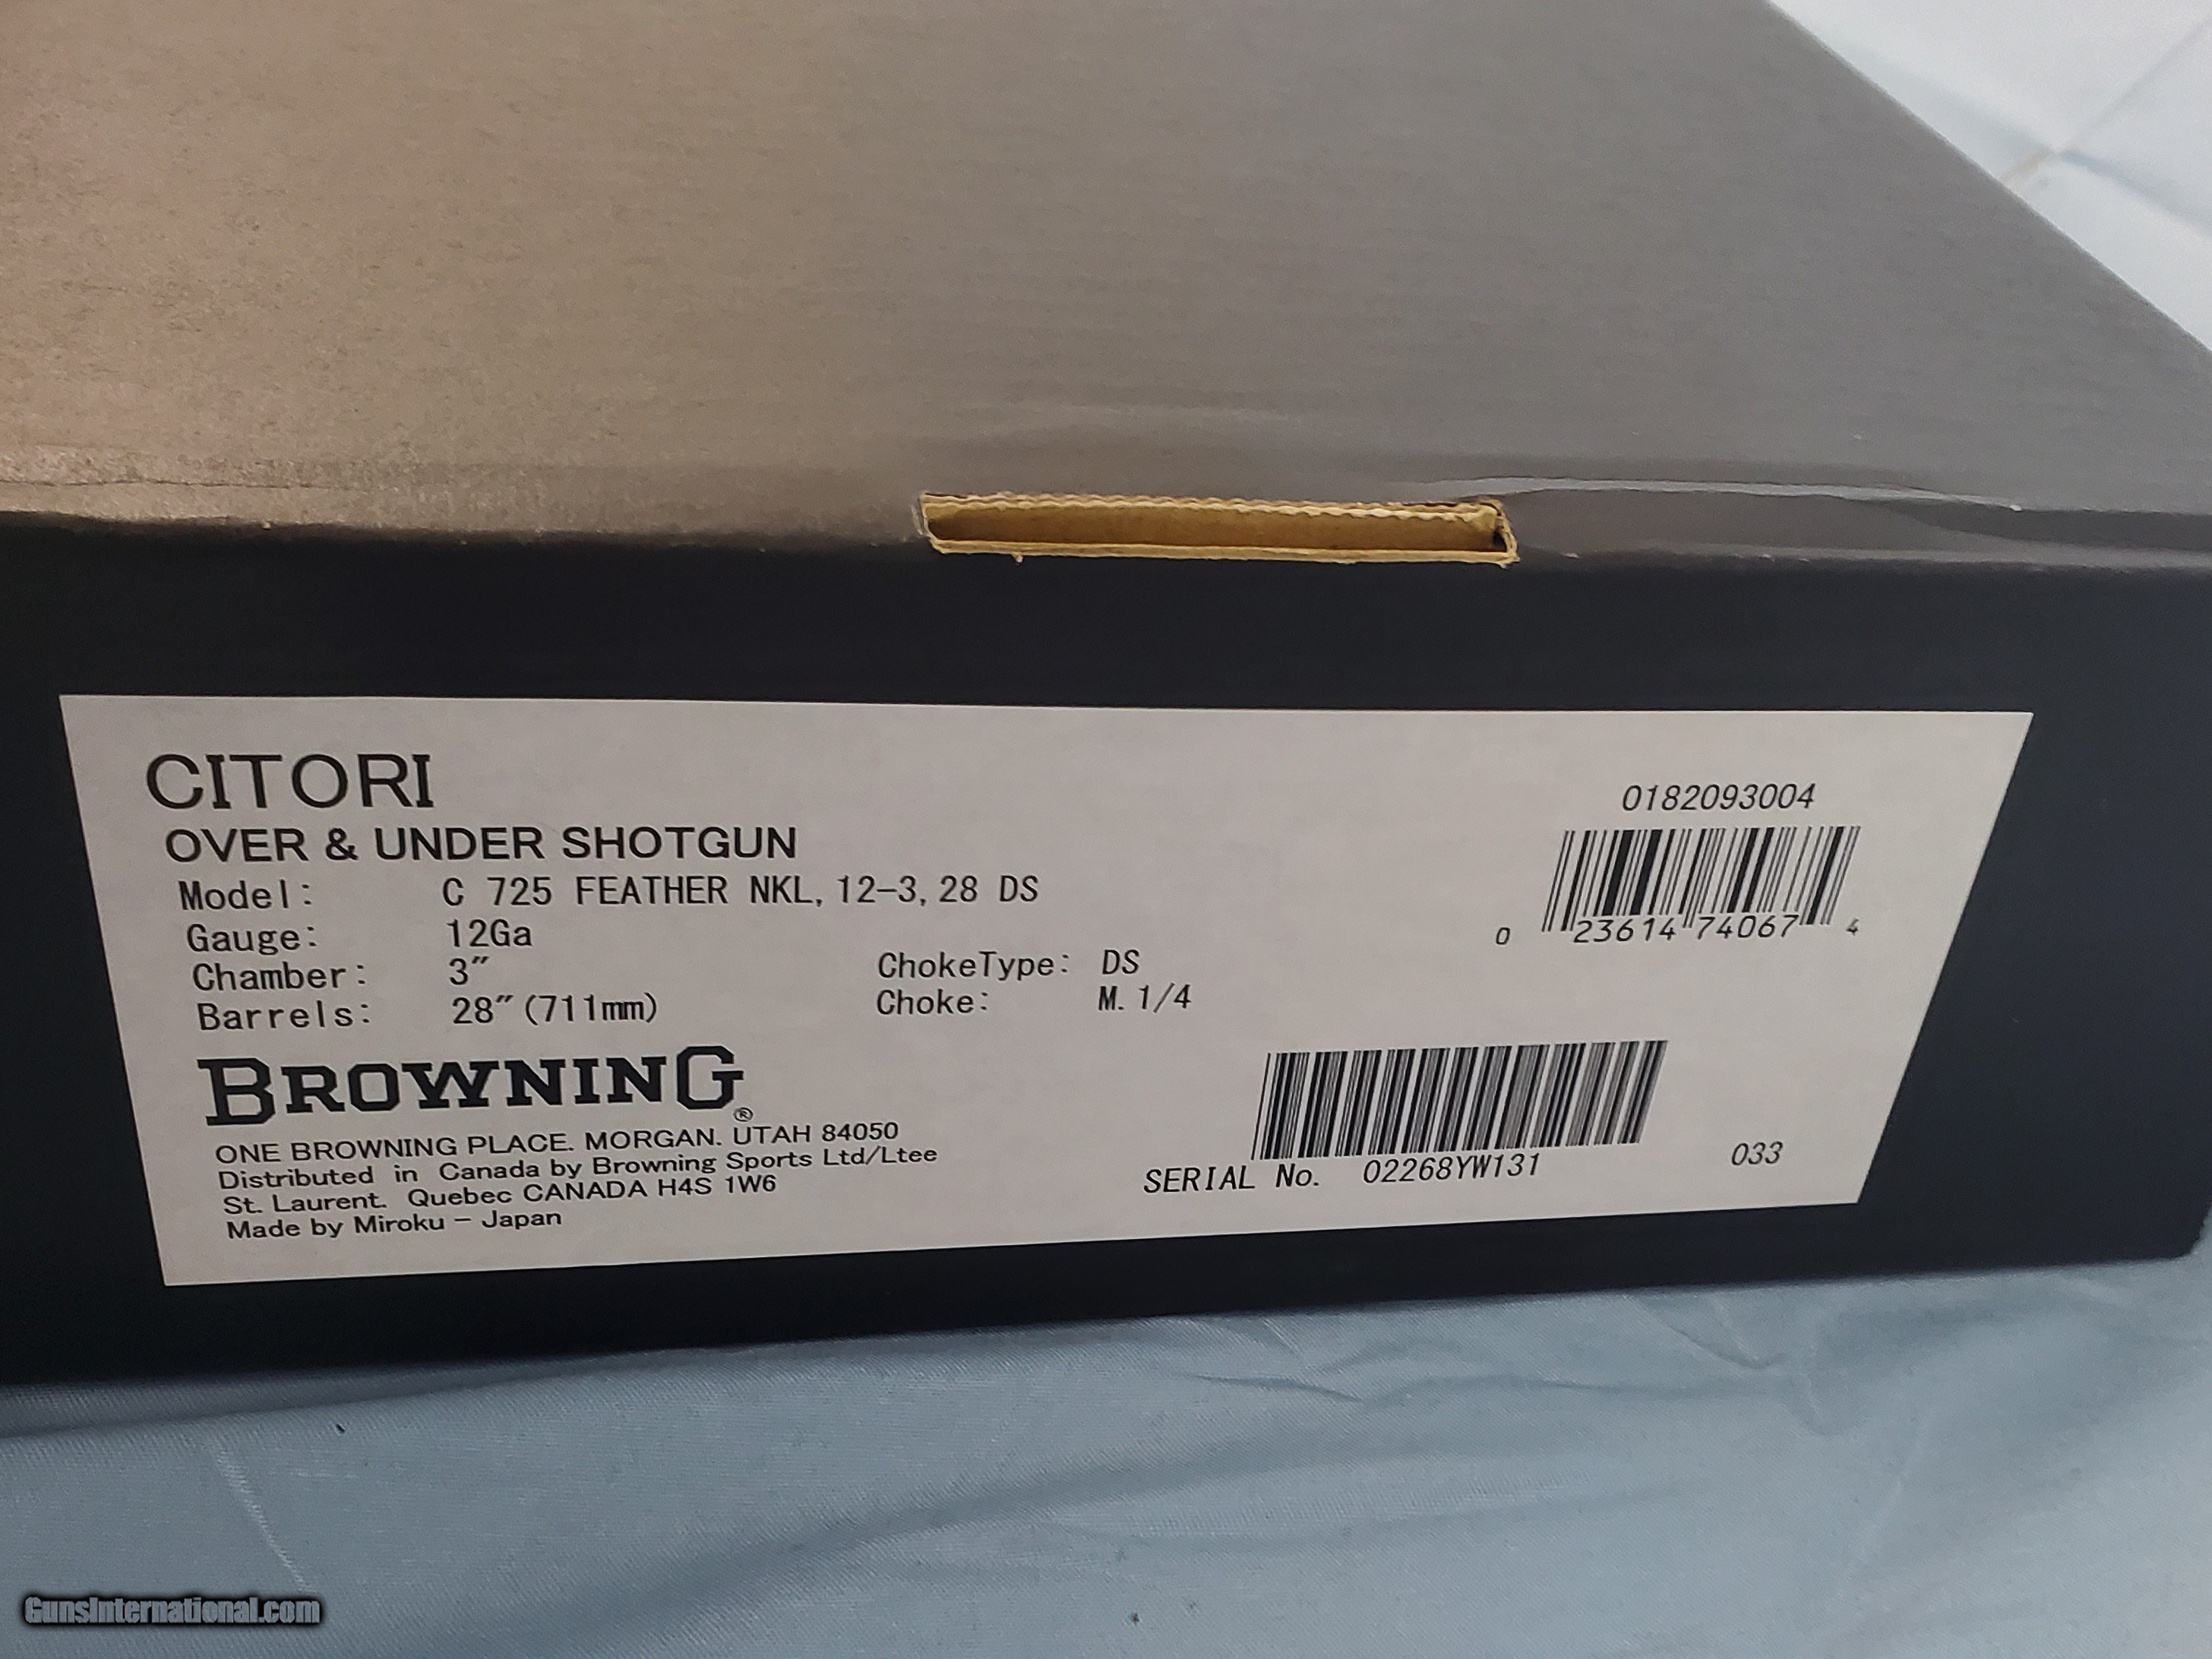 CITORI
OVER & UNDER SHOTGUN
Model: C 725 FEATHER NKL, 12-3, 28 DS
Gauge: 12Ga
Chamber: 3" ChokeType: DS
Barrels: 28" (711mm) Choke: M. 1/4
0182093004
0 23614 74067 4
BROWNING®
ONE BROWNING PLACE. MORGAN. UTAH 84050
Distributed in Canada by Browning Sports Ltd/Ltee
St. Laurent. Quebec CANADA H4S 1W6
Made by Miroku - Japan
SERIAL No. 02268YW131
033
GunsInternational.com